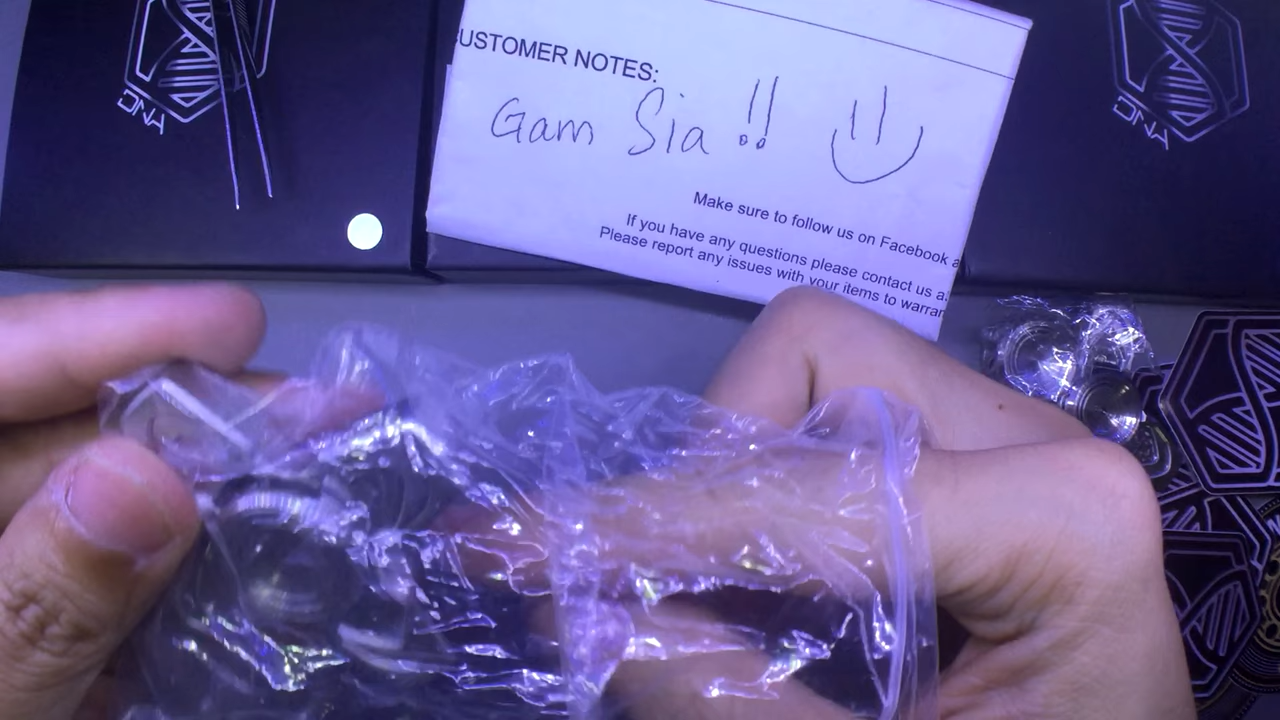 DNA
USTOMER NOTES:
Gam Sia !!
Make sure to follow us on Facebook a
If you have any questions please contact us a
Please report any issues with your items to warran
DNA